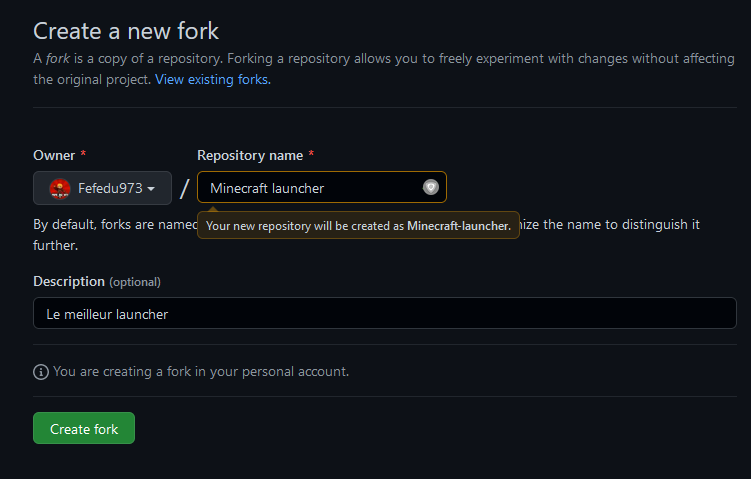 Create a new fork
A fork is a copy of a repository. Forking a repository allows you to freely experiment with changes without affecting
the original project. View existing forks.
Owner * Repository name *
Fefedu973 / Minecraft launcher
By default, forks are named
Your new repository will be created as Minecraft-launcher.
the name to distinguish it
further.
Description (optional)
Le meilleur launcher
You are creating a fork in your personal account.
Create fork